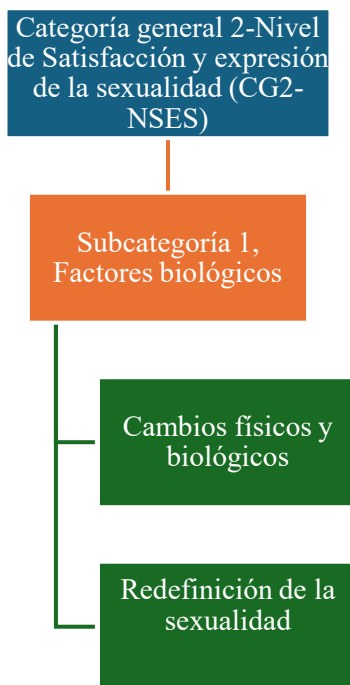 Categoría general 2-Nivel
de Satisfacción y expresión
de la sexualidad (CG2-
NSES)
Subcategoría 1,
Factores biológicos
Cambios físicos y
biológicos
Redefinición de la
sexualidad